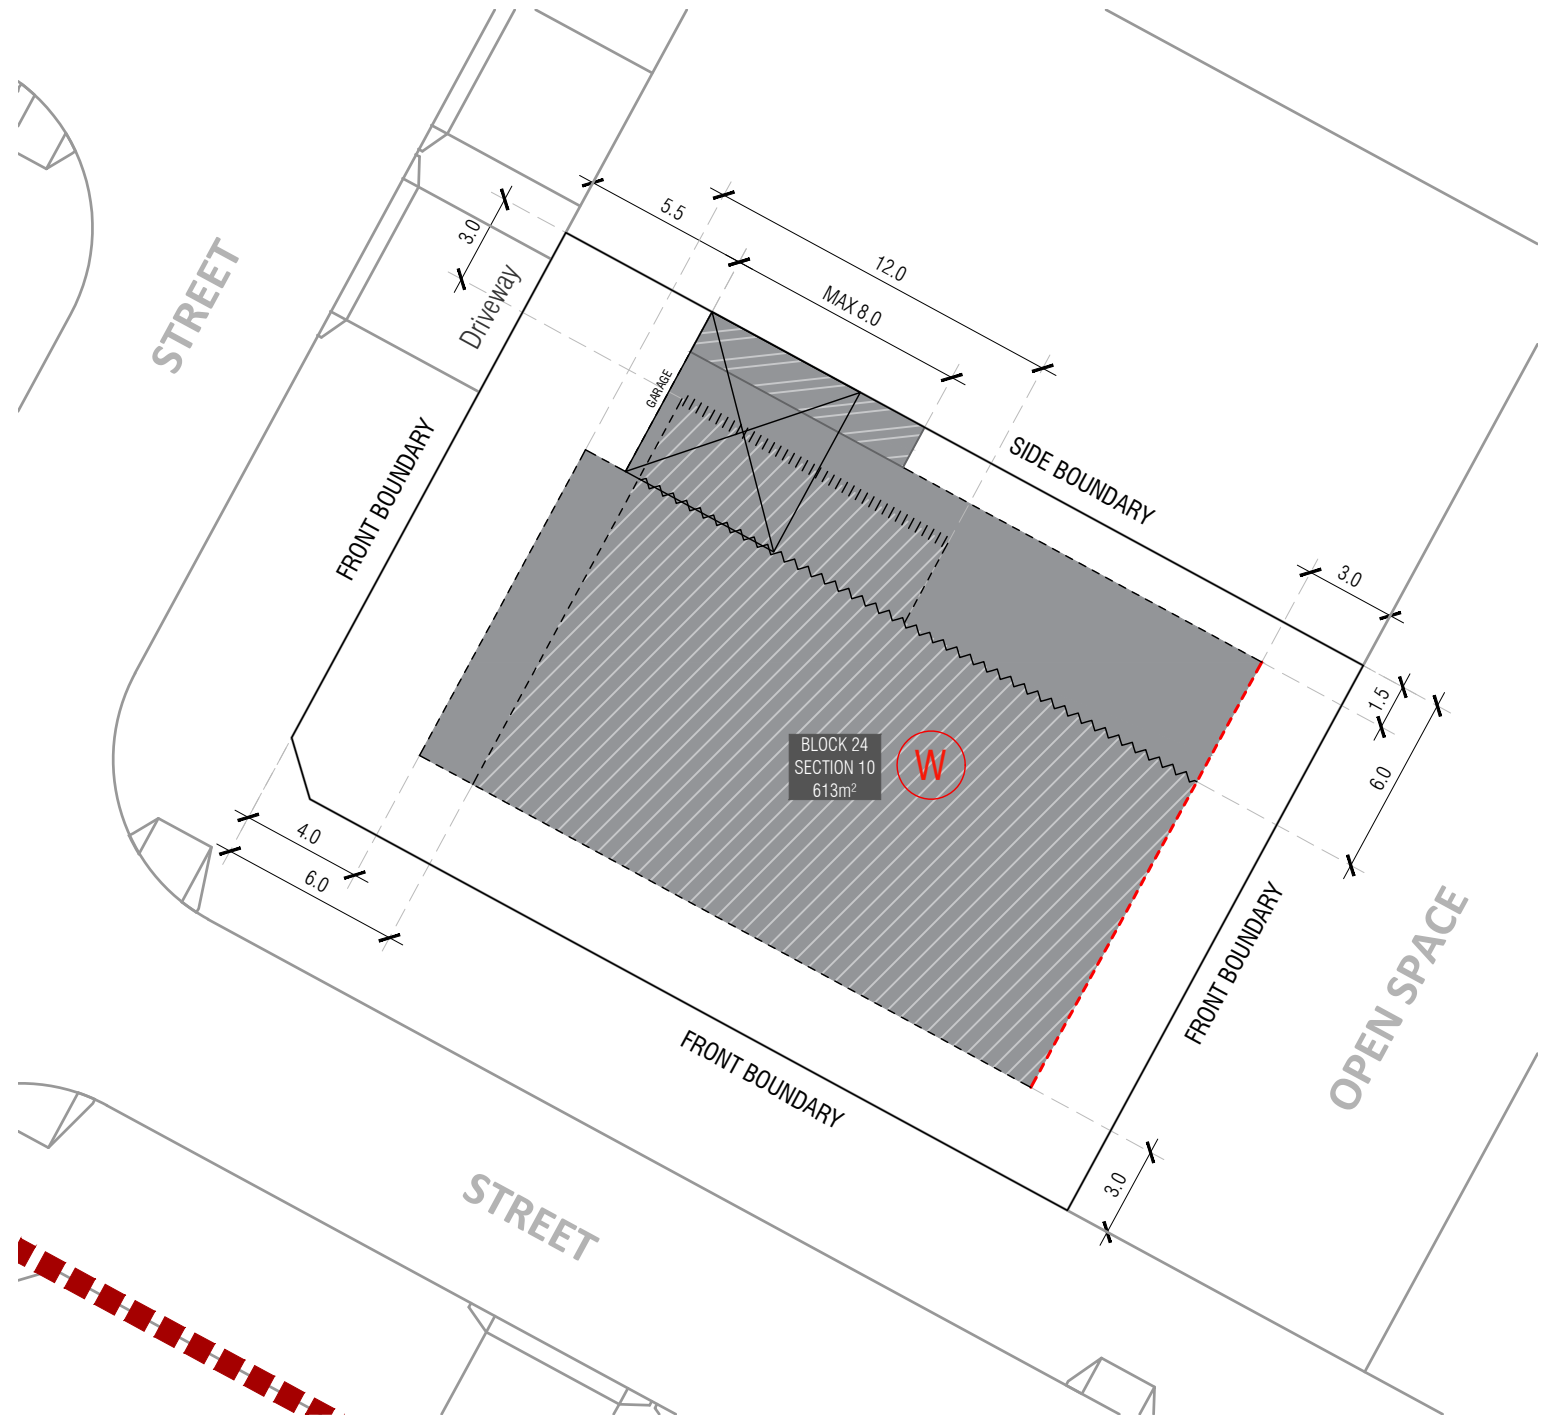 STREET
3.0
Driveway
5.5
12.0
MAX 8.0
GARAGE
FRONT BOUNDARY
SIDE BOUNDARY
3.0
1.5
6.0
BLOCK 24
SECTION 10
613m²
W
4.0
6.0
FRONT BOUNDARY
OPEN SPACE
FRONT BOUNDARY
3.0
STREET